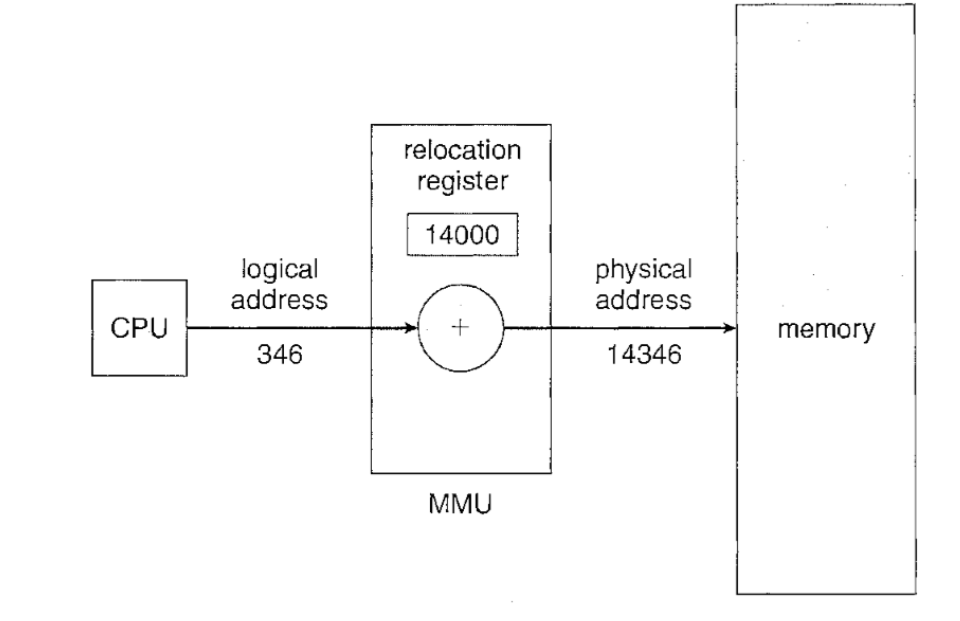 relocation
register
14000
logical
address
physical
address
CPU
346
+
14346
memory
MMU